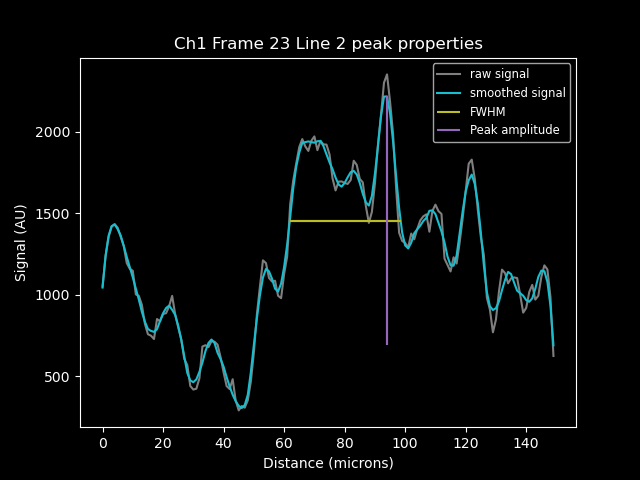 Ch1 Frame 23 Line 2 peak properties
raw signal
smoothed signal
FWHM
Peak amplitude
Signal (AU)
2000
1500
1000
500
0 20 40 60 80 100 120 140
Distance (microns)